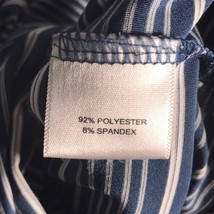 92% POLYESTER
8% SPANDEX